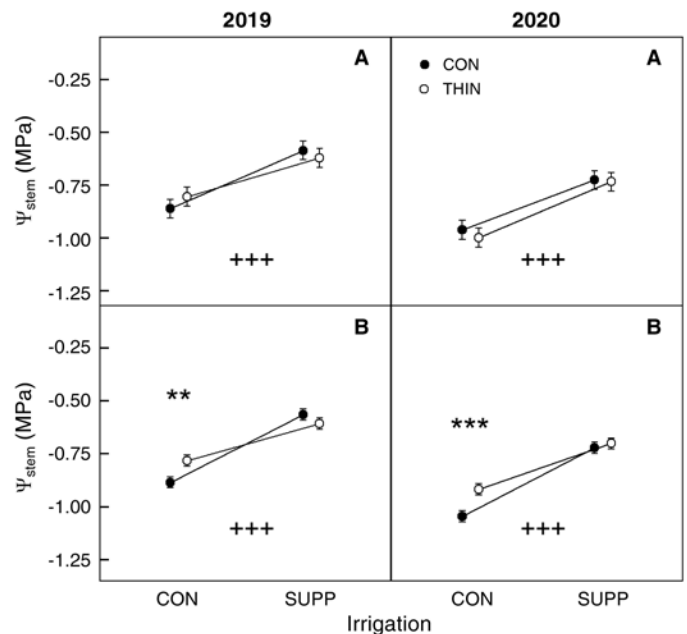 2019
2020
A
A
CON
THIN
-0.25
-0.50
-0.75
-1.00
-1.25
Ψstem (MPa)
+++
+++
B
B
-0.25
-0.50
-0.75
-1.00
-1.25
Ψstem (MPa)
**
***
+++
+++
CON
SUPP
CON
SUPP
Irrigation